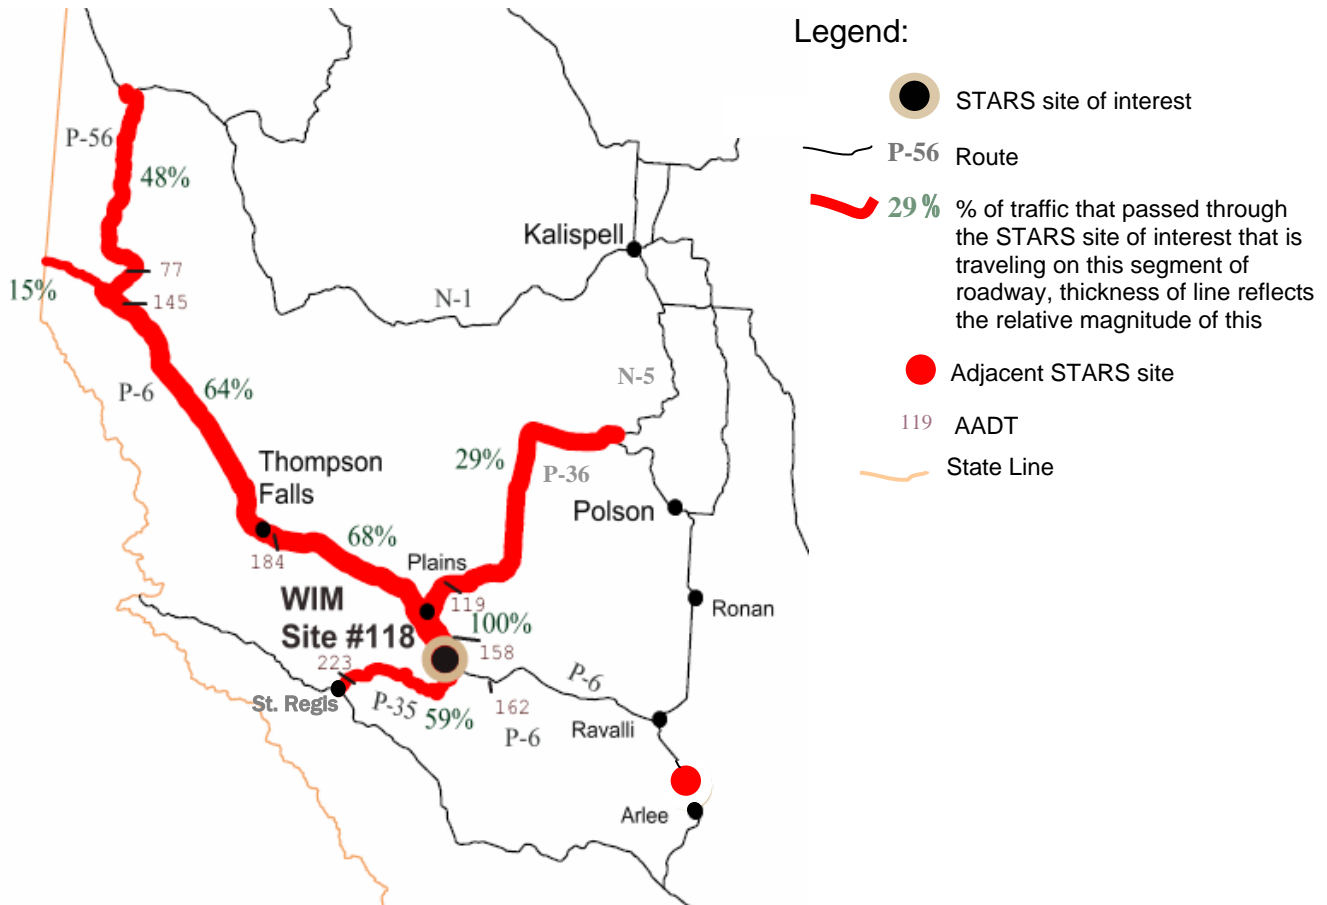 Legend:
STARS site of interest
P-56 Route
29% % of traffic that passed through
the STARS site of interest that is
traveling on this segment of
roadway, thickness of line reflects
the relative magnitude of this
Adjacent STARS site
119 AADT
State Line
P-56
48%
Kalispell
77
15%
145
N-1
N-5
P-6
64%
29%
P-36
Thompson
Falls
Polson
68%
184
Plains
119
WIM
Site #118
100%
158
Ronan
223
P-6
St. Regis
P-35
59%
162
P-6
Ravalli
Arlee